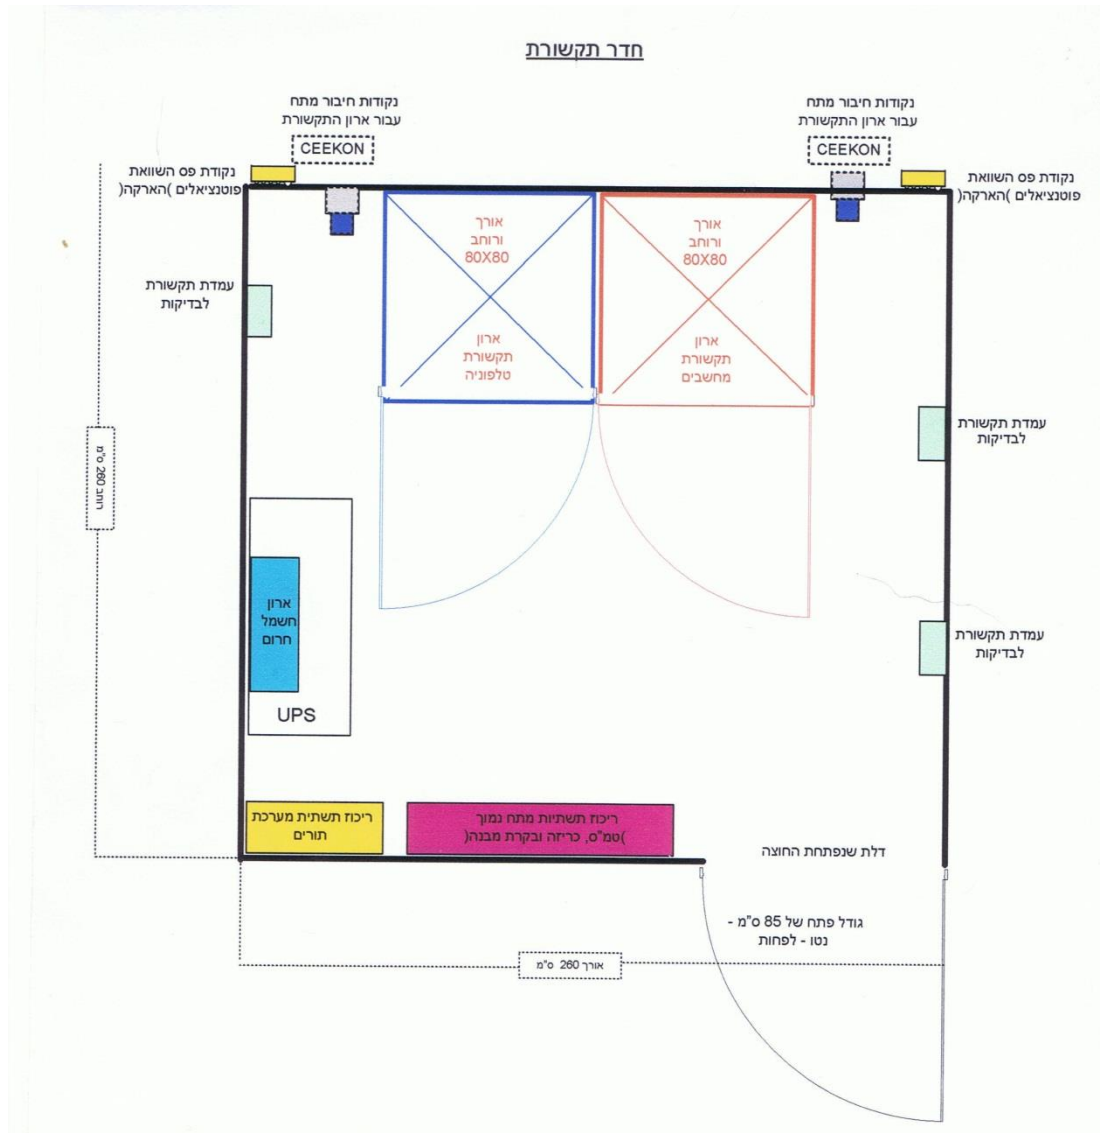 חדר תקשורת
נקודות חיבור מתח
עבור ארון התקשורת
CEEKON
נקודות חיבור מתח
עבור ארון התקשורת
CEEKON
נקודת פס השוואת
פוטנציאלים )הארקה(
נקודת פס השוואת
פוטנציאלים )הארקה(
אורך
ורוחב
80X80
ארון
תקשורת
מחשבים
אורך
ורוחב
80X80
ארון
תקשורת
טלפוניה
עמדת תקשורת
לבדיקות
עמדת תקשורת
לבדיקות
עמדת תקשורת
לבדיקות
רוחב 260 ס"מ
ארון
חשמל
חרום
UPS
ריכוז תשתיות מתח נמוך
)טמ"ס, כריזה ובקרת מבנה(
ריכוז תשתית מערכת
תורים
דלת שנפתחת החוצה
גודל פתח של 85 ס"מ -
נטו - לפחות
אורך 260 ס"מ